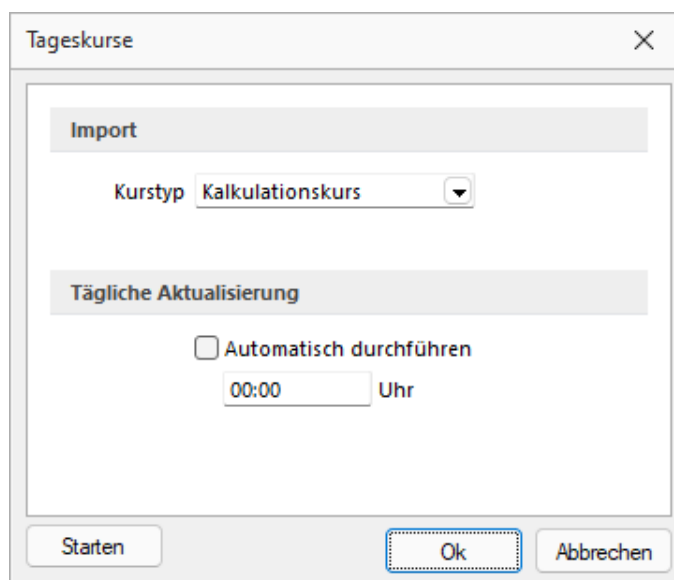 Tageskurse
Import
Kurstyp Kalkulationskurs
Tägliche Aktualisierung
Automatisch durchführen
00:00 Uhr
Starten Ok Abbrechen